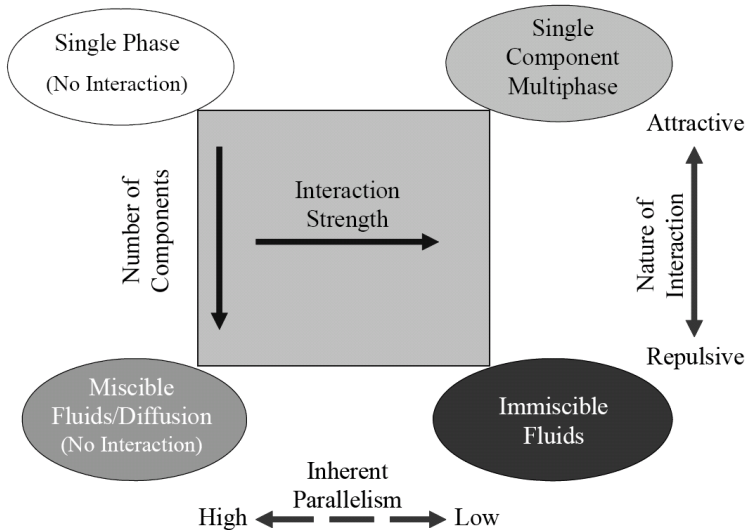 Single Phase
(No Interaction)
Single
Component
Multiphase
Attractive
Number of
Components
Interaction
Strength
Nature of
Interaction
Repulsive
Miscible
Fluids/Diffusion
(No Interaction)
Immiscible
Fluids
Inherent
Parallelism
High
Low